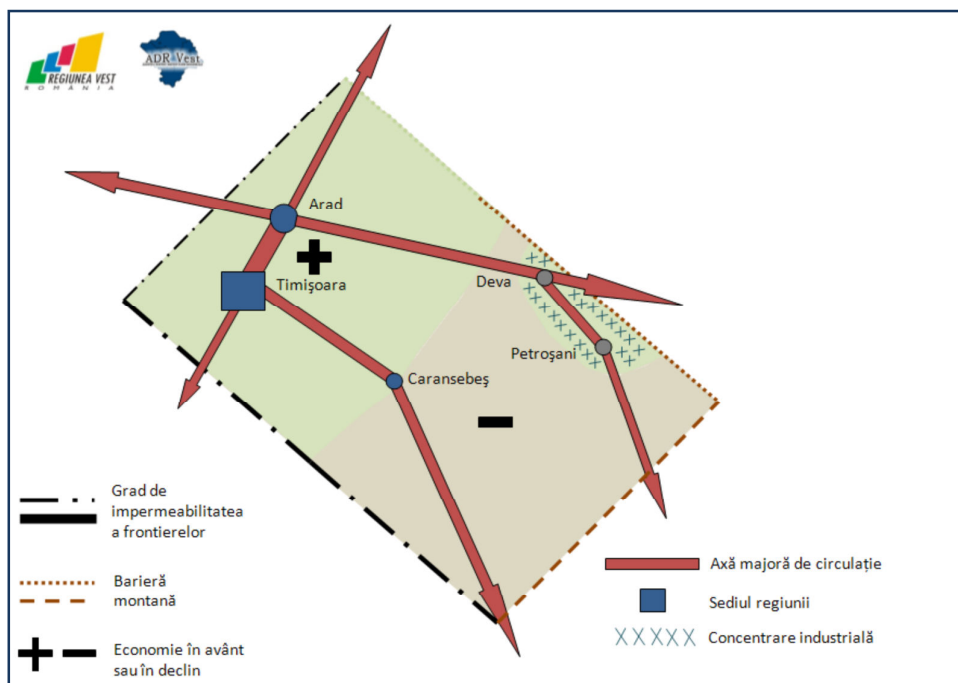 REGIUNEA VEST
ROMÂNIA
ADR Vest
Arad
Timişoara
Deva
Petroşani
Caransebeş
Grad de
impermeabilitatea
a frontierelor
Barieră
montană
Economie în avânt
sau în declin
Axă majoră de circulație
Sediul regiunii
Concentrare industrială